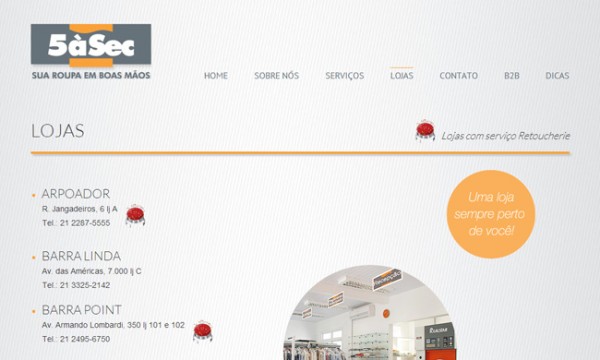 5àSec
SUA ROUPA EM BOAS MÃOS
HOME SOBRE NÓS SERVIÇOS LOJAS CONTATO B2B DICAS
LOJAS
Lojas com serviço Retoucherie
ARPOADOR
R. Jangadeiros, 6 lj A
Tel.: 21 2287-5555
Uma loja
sempre perto
de você!
BARRA LINDA
Av. das Américas, 7.000 lj C
Tel.: 21 3325-2142
BARRA POINT
Av. Armando Lombardi, 350 lj 101 e 102
Tel.: 21 2495-6750